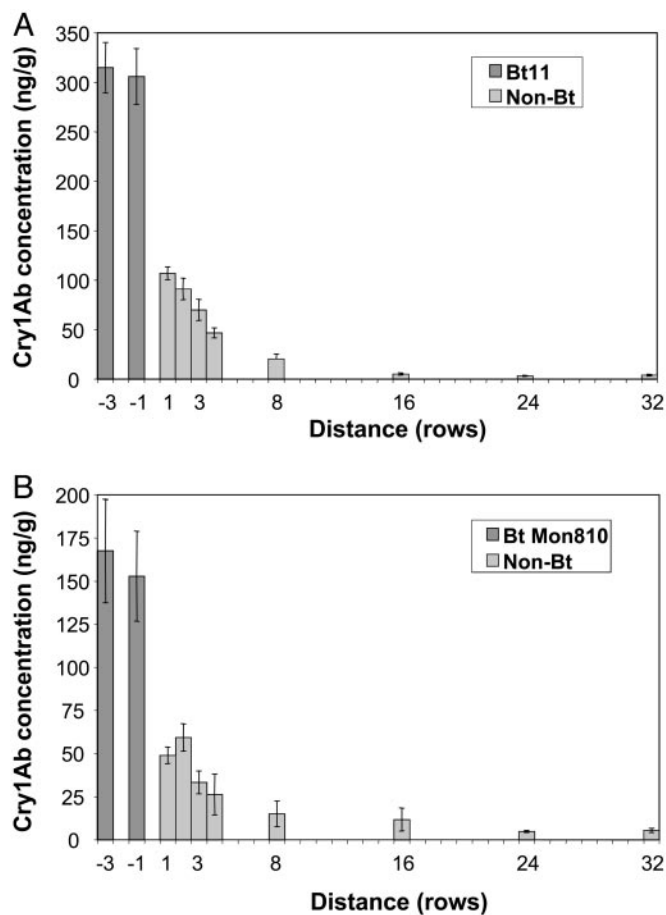 A
Cry1Ab concentration (ng/g)
350
300
250
200
150
100
50
0
Bt11
Non-Bt
-3 -1 1 3 8 16 24 32
Distance (rows)
B
Cry1Ab concentration (ng/g)
200
175
150
125
100
75
50
25
0
Bt Mon810
Non-Bt
-3 -1 1 3 8 16 24 32
Distance (rows)